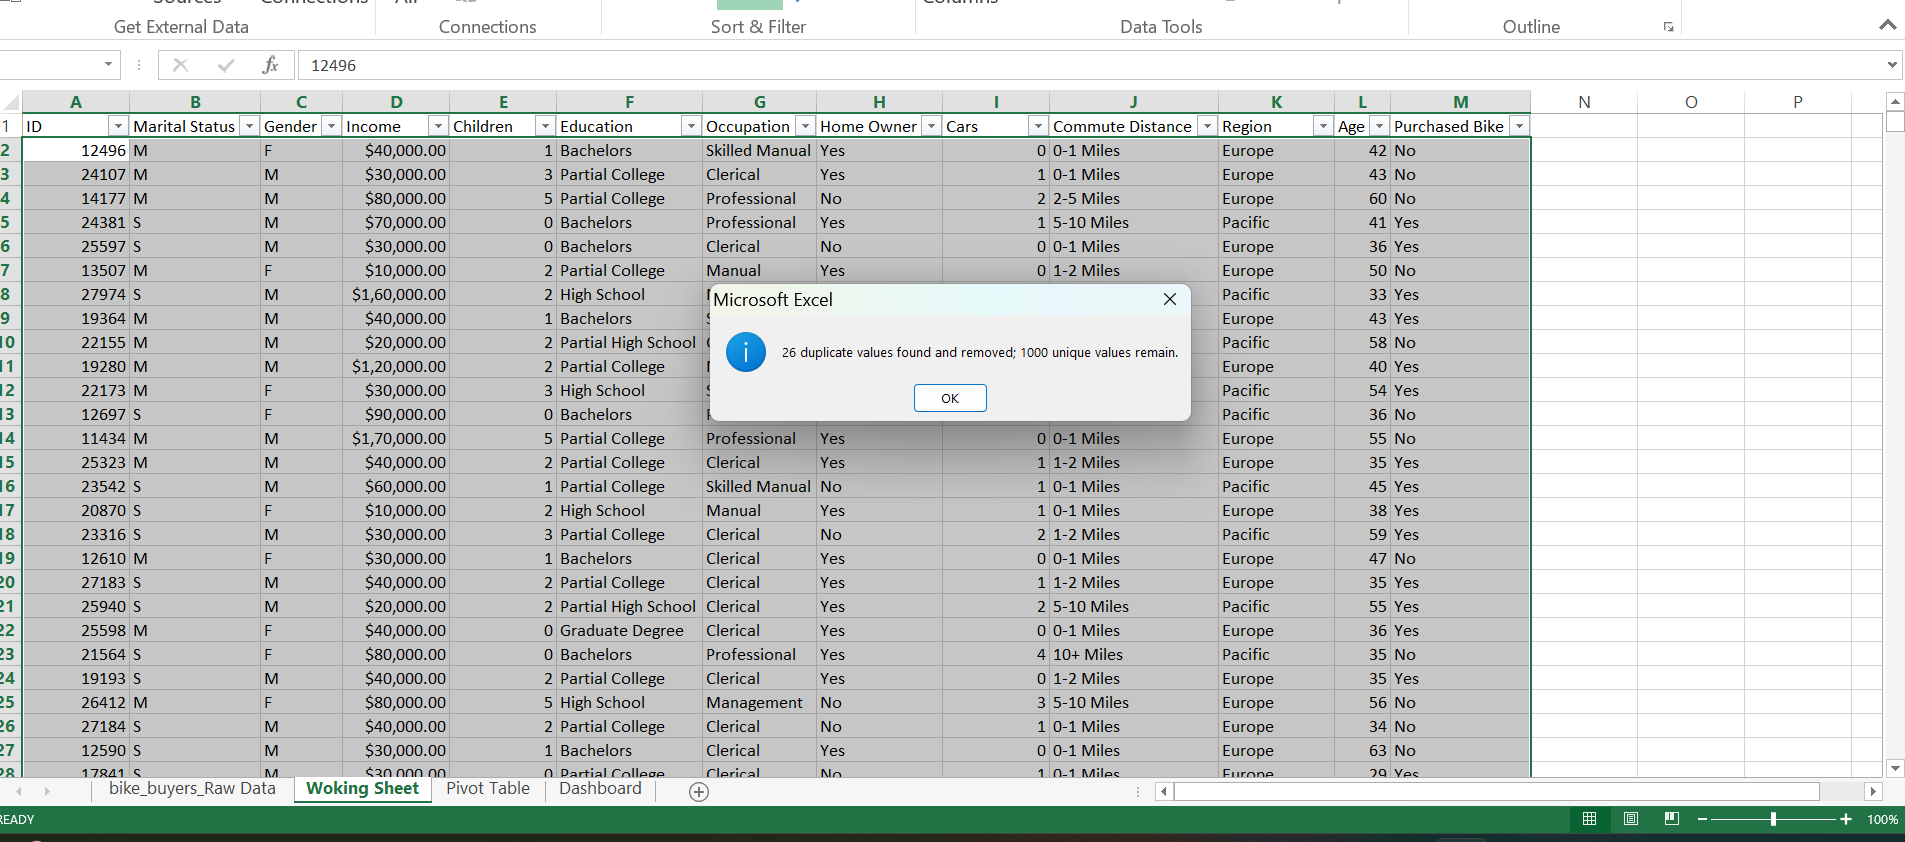 Get External Data Connections Sort & Filter Data Tools Outline
fx 12496
A B C D E F G H I J K L M N O P
1 ID Marital Status Gender Income Children Education Occupation Home Owner Cars Commute Distance Region Age Purchased Bike
2 12496 M F $40,000.00 1 Bachelors Skilled Manual Yes 0 0-1 Miles Europe 42 No
3 24107 M M $30,000.00 3 Partial College Clerical Yes 1 0-1 Miles Europe 43 No
4 14177 M M $80,000.00 5 Partial College Professional No 2 2-5 Miles Europe 60 No
5 24381 S M $70,000.00 0 Bachelors Professional Yes 1 5-10 Miles Pacific 41 Yes
6 25597 S M $30,000.00 0 Bachelors Clerical No 0 0-1 Miles Europe 36 Yes
7 13507 M F $10,000.00 2 Partial College Manual Yes 0 1-2 Miles Europe 50 No
8 27974 S M $1,60,000.00 2 High School Pacific 33 Yes
9 19364 M M $40,000.00 1 Bachelors Europe 43 Yes
10 22155 M M $20,000.00 2 Partial High School Pacific 58 No
11 19280 M M $1,20,000.00 2 Partial College Europe 40 Yes
12 22173 M F $30,000.00 3 High School Pacific 54 Yes
13 12697 S F $90,000.00 0 Bachelors Pacific 36 No
Microsoft Excel
26 duplicate values found and removed; 1000 unique values remain.
OK
14 11434 M M $1,70,000.00 5 Partial College Professional Yes 0 0-1 Miles Europe 55 No
15 25323 M M $40,000.00 2 Partial College Clerical Yes 1 1-2 Miles Europe 35 Yes
16 23542 S M $60,000.00 1 Partial College Skilled Manual No 1 0-1 Miles Pacific 45 Yes
17 20870 S F $10,000.00 2 High School Manual Yes 1 0-1 Miles Europe 38 Yes
18 23316 S M $30,000.00 3 Partial College Clerical No 2 1-2 Miles Pacific 59 Yes
19 12610 M F $30,000.00 1 Bachelors Clerical Yes 0 0-1 Miles Europe 47 No
20 27183 S M $40,000.00 2 Partial College Clerical Yes 1 1-2 Miles Europe 35 Yes
21 25940 S M $20,000.00 2 Partial High School Clerical Yes 2 5-10 Miles Pacific 55 Yes
22 25598 M F $40,000.00 0 Graduate Degree Clerical Yes 0 0-1 Miles Europe 36 Yes
23 21564 S F $80,000.00 0 Bachelors Professional Yes 4 10+ Miles Pacific 35 No
24 19193 S M $40,000.00 2 Partial College Clerical Yes 0 1-2 Miles Europe 35 Yes
25 26412 M F $80,000.00 5 High School Management No 3 5-10 Miles Europe 56 No
26 27184 S M $40,000.00 2 Partial College Clerical No 1 0-1 Miles Europe 34 No
27 12590 S M $30,000.00 1 Bachelors Clerical Yes 0 0-1 Miles Europe 63 No
28 17841 S M $30,000.00 0 Partial College Clerical No 1 0-1 Miles Europe 29 Yes
bike_buyers_Raw Data Woking Sheet Pivot Table Dashboard
READY 100%